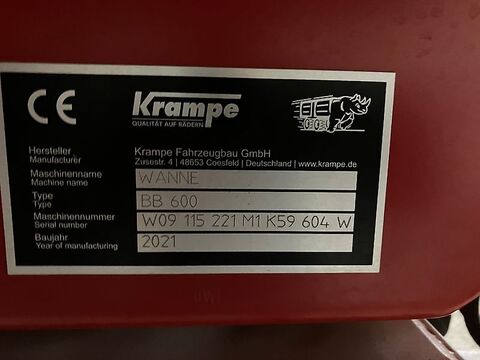 CE
Krampe
QUALITÄT AUF RÄDERN
Hersteller Krampe Fahrzeugbau GmbH
Manufacturer Zusestr. 4 | 48653 Coesfeld | Deutschland | www.krampe.de
Maschinenname WANNE
Machine name
Type BB 600
Type
Maschinennummer W09 115 221 M1 K59 604 W
Serial number
Baujahr 2021
Year of manufacturing